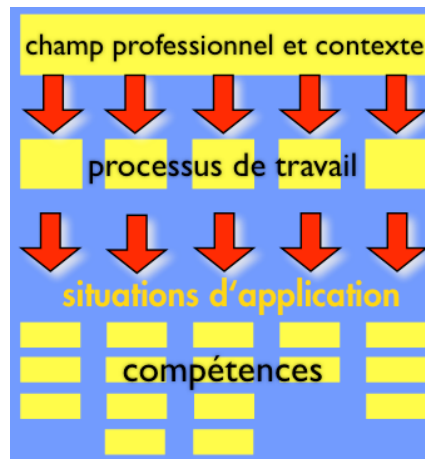 champ professionnel et contexte
processus de travail
situations d'application
compétences